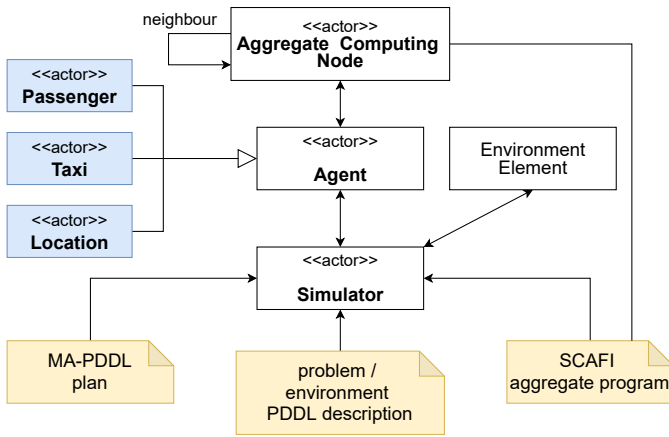 neighbour
<<actor>>
Aggregate Computing
Node
<<actor>>
Passenger
<<actor>>
Taxi
<<actor>>
Location
<<actor>>
Agent
Environment
Element
<<actor>>
Simulator
MA-PDDL
plan
problem /
environment
PDDL description
SCAFI
aggregate program